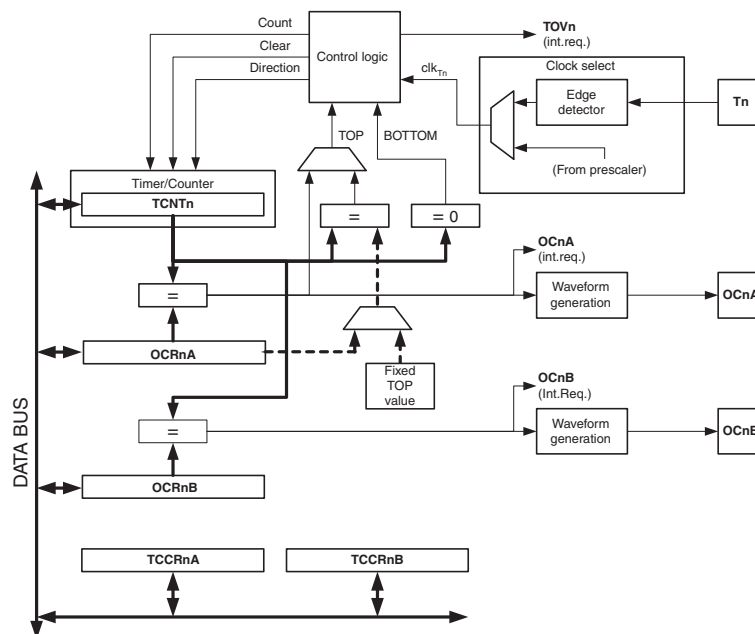 Count
Clear
Direction
Control logic
TOVn
(int.req.)
clkTn
Clock select
Edge
detector
Tn
(From prescaler)
TOP
BOTTOM
Timer/Counter
TCNTn
=
= 0
OCnA
(int.req.)
=
Waveform
generation
OCnA
OCRnA
Fixed
TOP
value
OCnB
(Int.Req.)
=
Waveform
generation
OCnB
OCRnB
DATA BUS
TCCRnA
TCCRnB